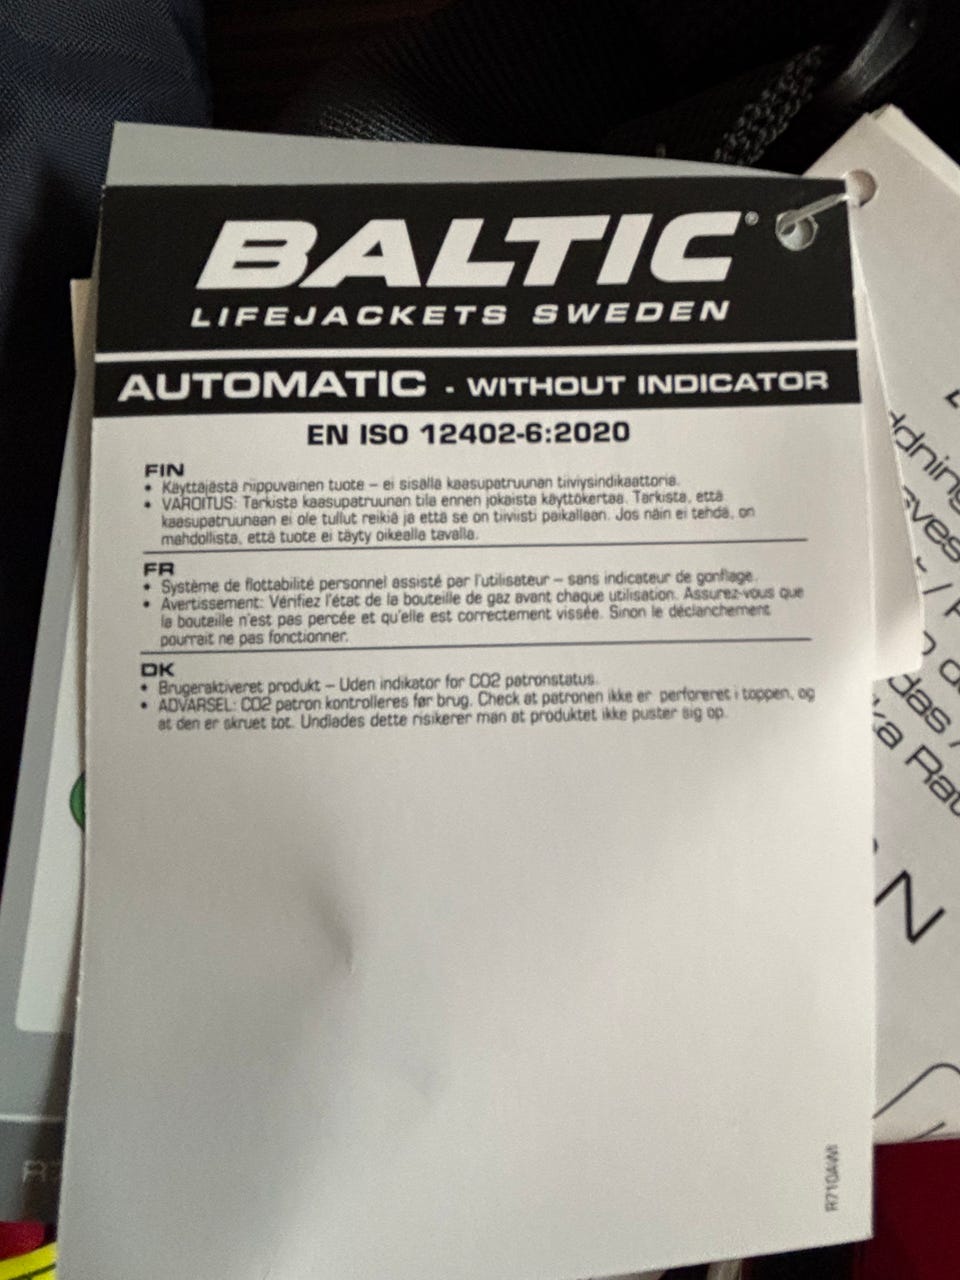 BALTIC®
LIFEJACKETS SWEDEN
AUTOMATIC - WITHOUT INDICATOR
EN ISO 12402-6:2020
FIN
• Käyttäjästä riippuvainen tuote – ei sisällä kaasupatruunan tiiviysindikaattoria.
• VAROITUS: Tarkista kaasupatruunan tila ennen jokaista käyttökertaa. Tarkista, että
kaasupatruunaan ei ole tullut reikiä ja että se on tiiviisti paikallaan. Jos näin ei tehdä, on
mahdollista, että tuote ei täyty oikealla tavalla.
FR
• Système de flottabilité personnel assisté par l'utilisateur – sans indicateur de gonflage.
• Avertissement: Vérifiez l'état de la bouteille de gaz avant chaque utilisation. Assurez-vous que
la bouteille n'est pas percée et qu'elle est correctement vissée. Sinon le déclanchement
pourrait ne pas fonctionner.
DK
• Brugeraktiveret produkt – Uden indikator for CO2 patronstatus.
• ADVARSEL: CO2 patron kontrolleres før brug. Check at patronen ikke er perforeret i toppen, og
at den er skruet tot. Undlades dette risikerer man at produktet ikke puster sig op.
R710AWI
das /
ka Rat
N